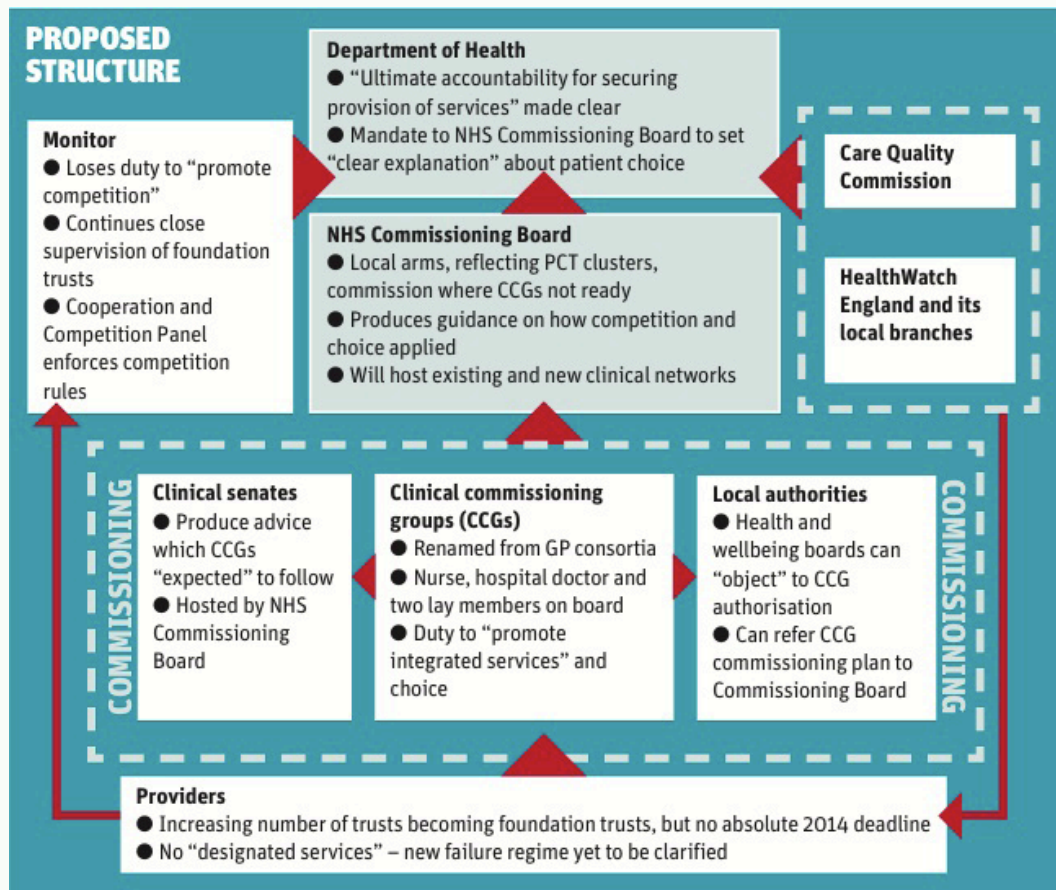 PROPOSED
STRUCTURE
Department of Health
● “Ultimate accountability for securing
provision of services” made clear
● Mandate to NHS Commissioning Board to set
“clear explanation” about patient choice
Monitor
● Loses duty to “promote
competition”
● Continues close
supervision of foundation
trusts
● Cooperation and
Competition Panel
enforces competition
rules
NHS Commissioning Board
● Local arms, reflecting PCT clusters,
commission where CCGs not ready
● Produces guidance on how competition and
choice applied
● Will host existing and new clinical networks
Care Quality
Commission
HealthWatch
England and its
local branches
COMMISSIONING
Clinical senates
● Produce advice
which CCGs
“expected” to follow
● Hosted by NHS
Commissioning
Board
Clinical commissioning
groups (CCGs)
● Renamed from GP consortia
● Nurse, hospital doctor and
two lay members on board
● Duty to “promote
integrated services” and
choice
Local authorities
● Health and
wellbeing boards can
“object” to CCG
authorisation
● Can refer CCG
commissioning plan to
Commissioning Board
COMMISSIONING
Providers
● Increasing number of trusts becoming foundation trusts, but no absolute 2014 deadline
● No “designated services” – new failure regime yet to be clarified